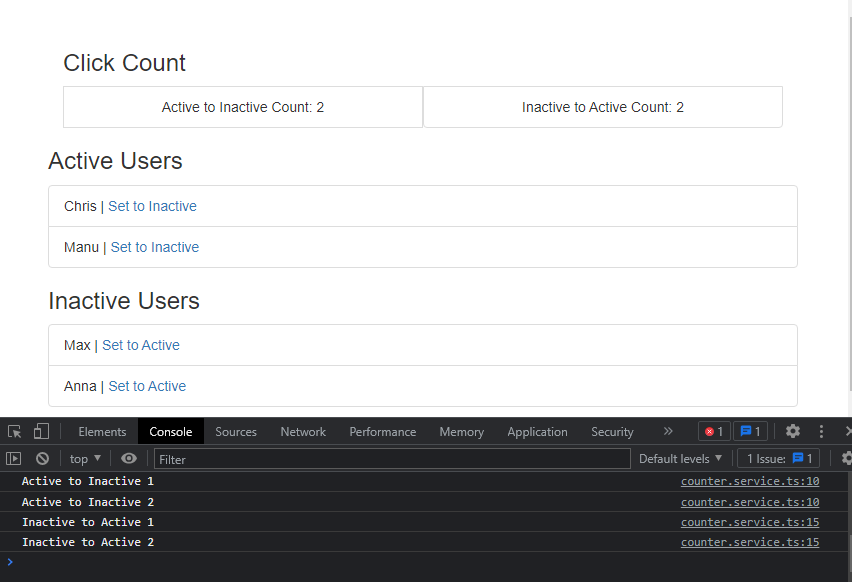 Click Count
Active to Inactive Count: 2 Inactive to Active Count: 2
Active Users
Chris | Set to Inactive
Manu | Set to Inactive
Inactive Users
Max | Set to Active
Anna | Set to Active
Elements Console Sources Network Performance Memory Application Security » 1 1
top Filter Default levels 1 Issue: 1
Active to Inactive 1 counter.service.ts:10
Active to Inactive 2 counter.service.ts:10
Inactive to Active 1 counter.service.ts:15
Inactive to Active 2 counter.service.ts:15